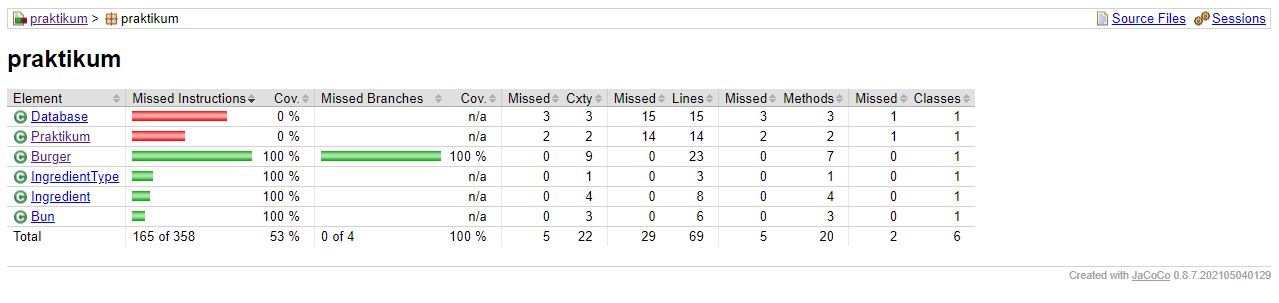 praktikum > praktikum Source Files Sessions
praktikum
Element Missed Instructions Cov. Missed Branches Cov. Missed Cxty Missed Lines Missed Methods Missed Classes
Database 0 % n/a 3 3 15 15 3 3 1 1
Praktikum 0 % n/a 2 2 14 14 2 2 1 1
Burger 100 % 100 % 0 9 0 23 0 7 0 1
IngredientType 100 % n/a 0 1 0 3 0 1 0 1
Ingredient 100 % n/a 0 4 0 8 0 4 0 1
Bun 100 % n/a 0 3 0 6 0 3 0 1
Total 165 of 358 53 % 0 of 4 100 % 5 22 29 69 5 20 2 6
Created with JaCoCo 0.8.7.202105040129